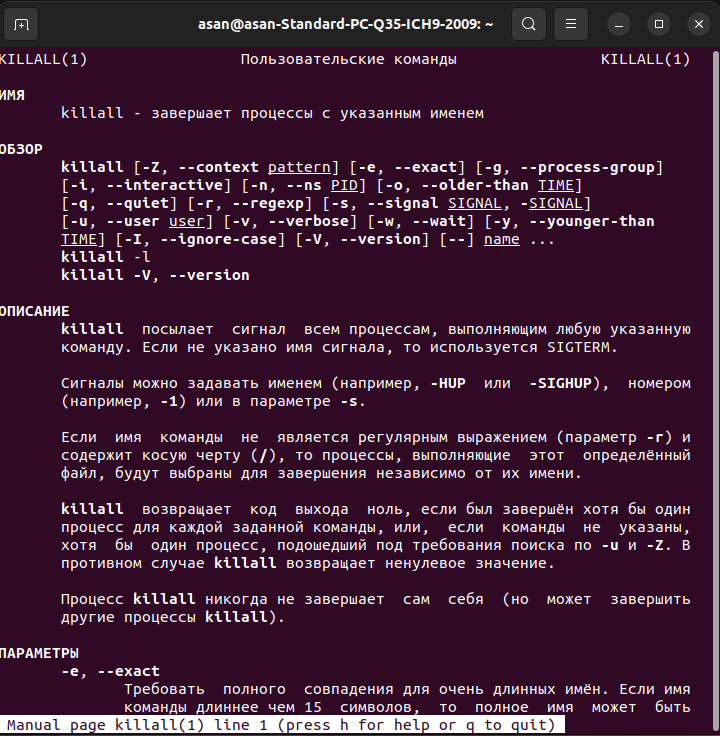 asan@asan-Standard-PC-Q35-ICH9-2009: ~
KILLALL(1) Пользовательские команды KILLALL(1)
ИМЯ
killall - завершает процессы с указанным именем
ОБЗОР
killall [-Z, --context pattern] [-e, --exact] [-g, --process-group]
[-i, --interactive] [-n, --ns PID] [-o, --older-than TIME]
[-q, --quiet] [-r, --regexp] [-s, --signal SIGNAL, -SIGNAL]
[-u, --user user] [-v, --verbose] [-w, --wait] [-y, --younger-than
TIME] [-I, --ignore-case] [-V, --version] [--] name ...
killall -l
killall -V, --version
ОПИСАНИЕ
killall посылает сигнал всем процессам, выполняющим любую указанную
команду. Если не указано имя сигнала, то используется SIGTERM.
Сигналы можно задавать именем (например, -HUP или -SIGHUP), номером
(например, -1) или в параметре -s.
Если имя команды не является регулярным выражением (параметр -r) и
содержит косую черту (/), то процессы, выполняющие этот определённый
файл, будут выбраны для завершения независимо от их имени.
killall возвращает код выхода ноль, если был завершён хотя бы один
процесс для каждой заданной команды, или, если команды не указаны,
хотя бы один процесс, подошедший под требования поиска по -u и -Z. В
противном случае killall возвращает ненулевое значение.
Процесс killall никогда не завершает сам себя (но может завершить
другие процессы killall).
ПАРАМЕТРЫ
-e, --exact
Требовать полного совпадения для очень длинных имён. Если имя
команды длиннее чем 15 символов, то полное имя может быть
Manual page killall(1) line 1 (press h for help or q to quit)